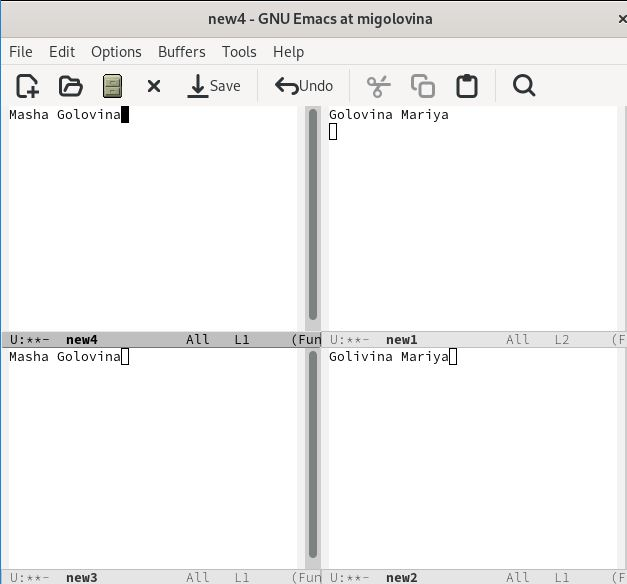 new4 - GNU Emacs at migolovina
File Edit Options Buffers Tools Help
Save Undo
Masha Golovina
Golovina Mariya
U:**- new4 All L1 (Fun
U:**- new1 All L2 (F
Masha Golovina
Golivina Mariya
U:**- new3 All L1 (Fun
U:**- new2 All L1 (F